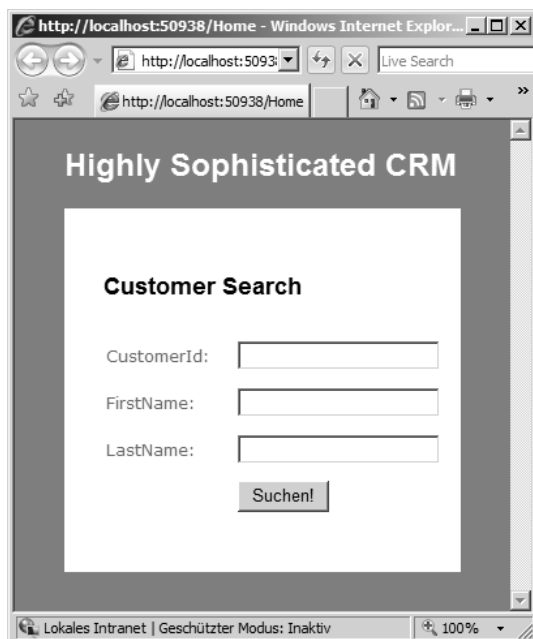 http://localhost:50938/Home - Windows Internet Explor...
http://localhost:5093
Live Search
http://localhost:50938/Home
»
Highly Sophisticated CRM
Customer Search
CustomerId:
FirstName:
LastName:
Suchen!
Lokales Intranet | Geschützter Modus: Inaktiv
100%